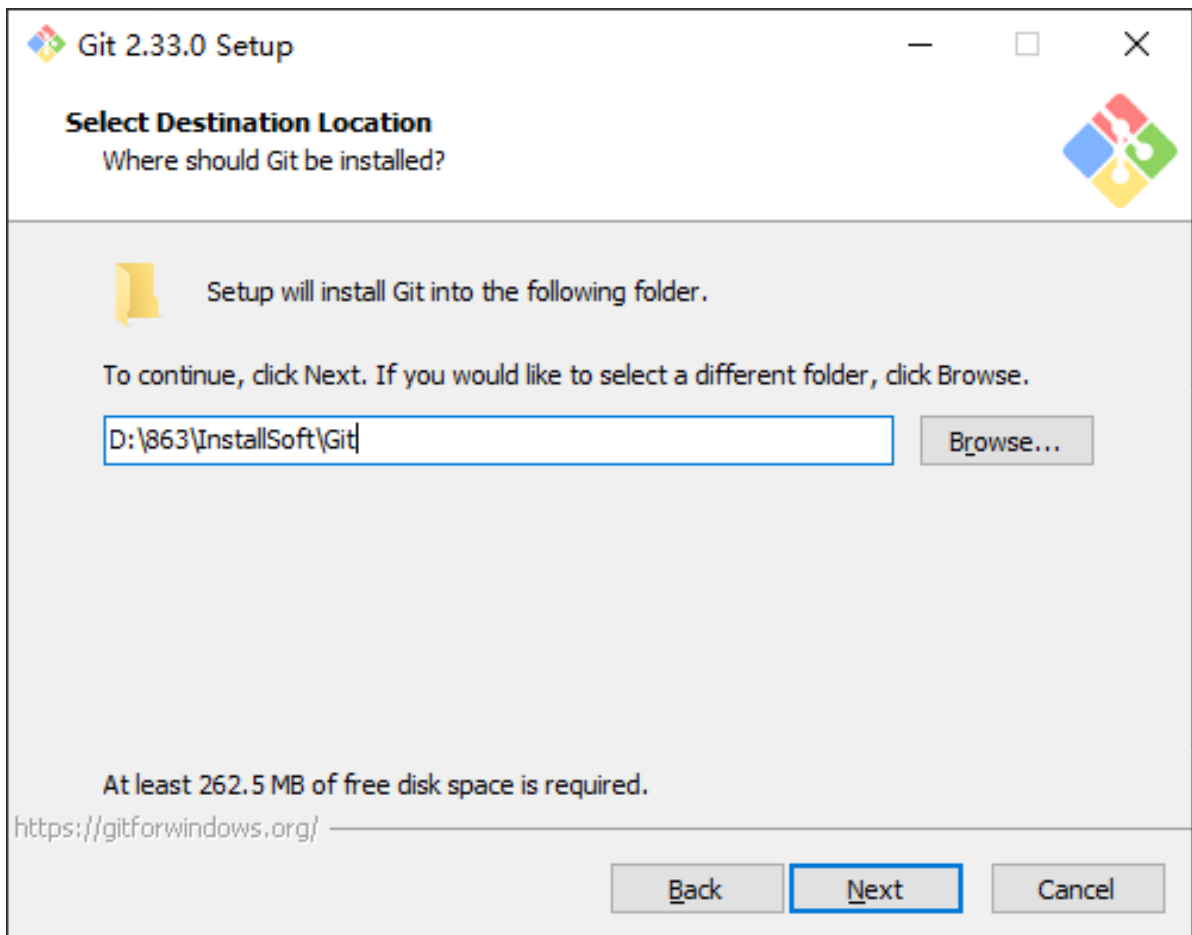 Git 2.33.0 Setup
Select Destination Location
Where should Git be installed?
Setup will install Git into the following folder.
To continue, click Next. If you would like to select a different folder, click Browse.
D:\863\InstallSoft\Git
Browse...
At least 262.5 MB of free disk space is required.
https://gitforwindows.org/
Back
Next
Cancel